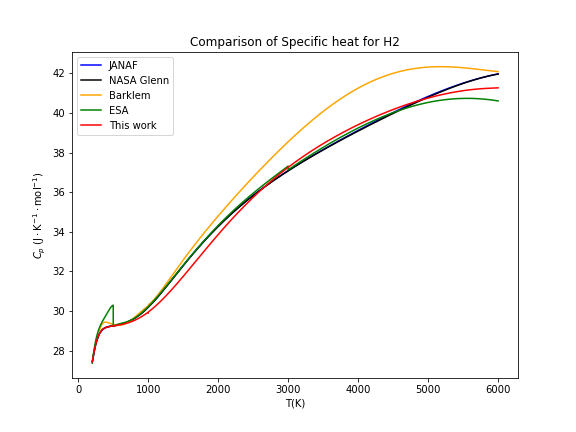 Comparison of Specific heat for H2
JANAF
NASA Glenn
Barklem
ESA
This work
42
40
38
36
34
32
30
28
$C_p$ (J · K$^{-1}$ · mol$^{-1}$)
0 1000 2000 3000 4000 5000 6000
T(K)